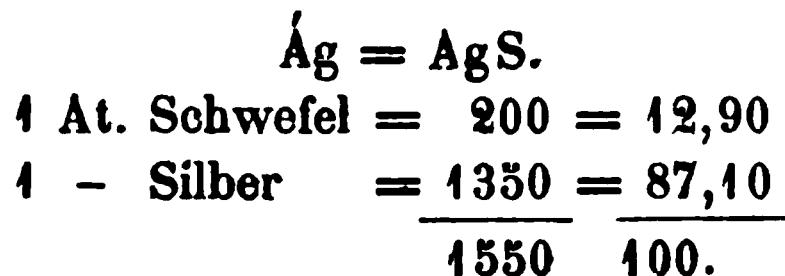 Ág = AgS.
1 At. Schwefel = 200 = 12,90
1 – Silber = 1350 = 87,10
1550 100.